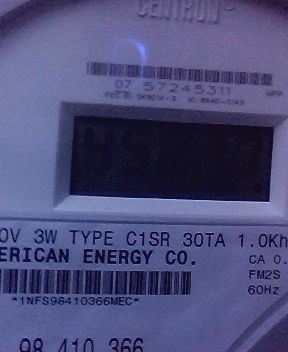 CENTRON
07 57245311
0V 3W TYPE C1SR 30TA 1.0Kh
ERICAN ENERGY CO.
CA 0.
FM2S
*1NFS98410366MEC*
60Hz
98 410 366